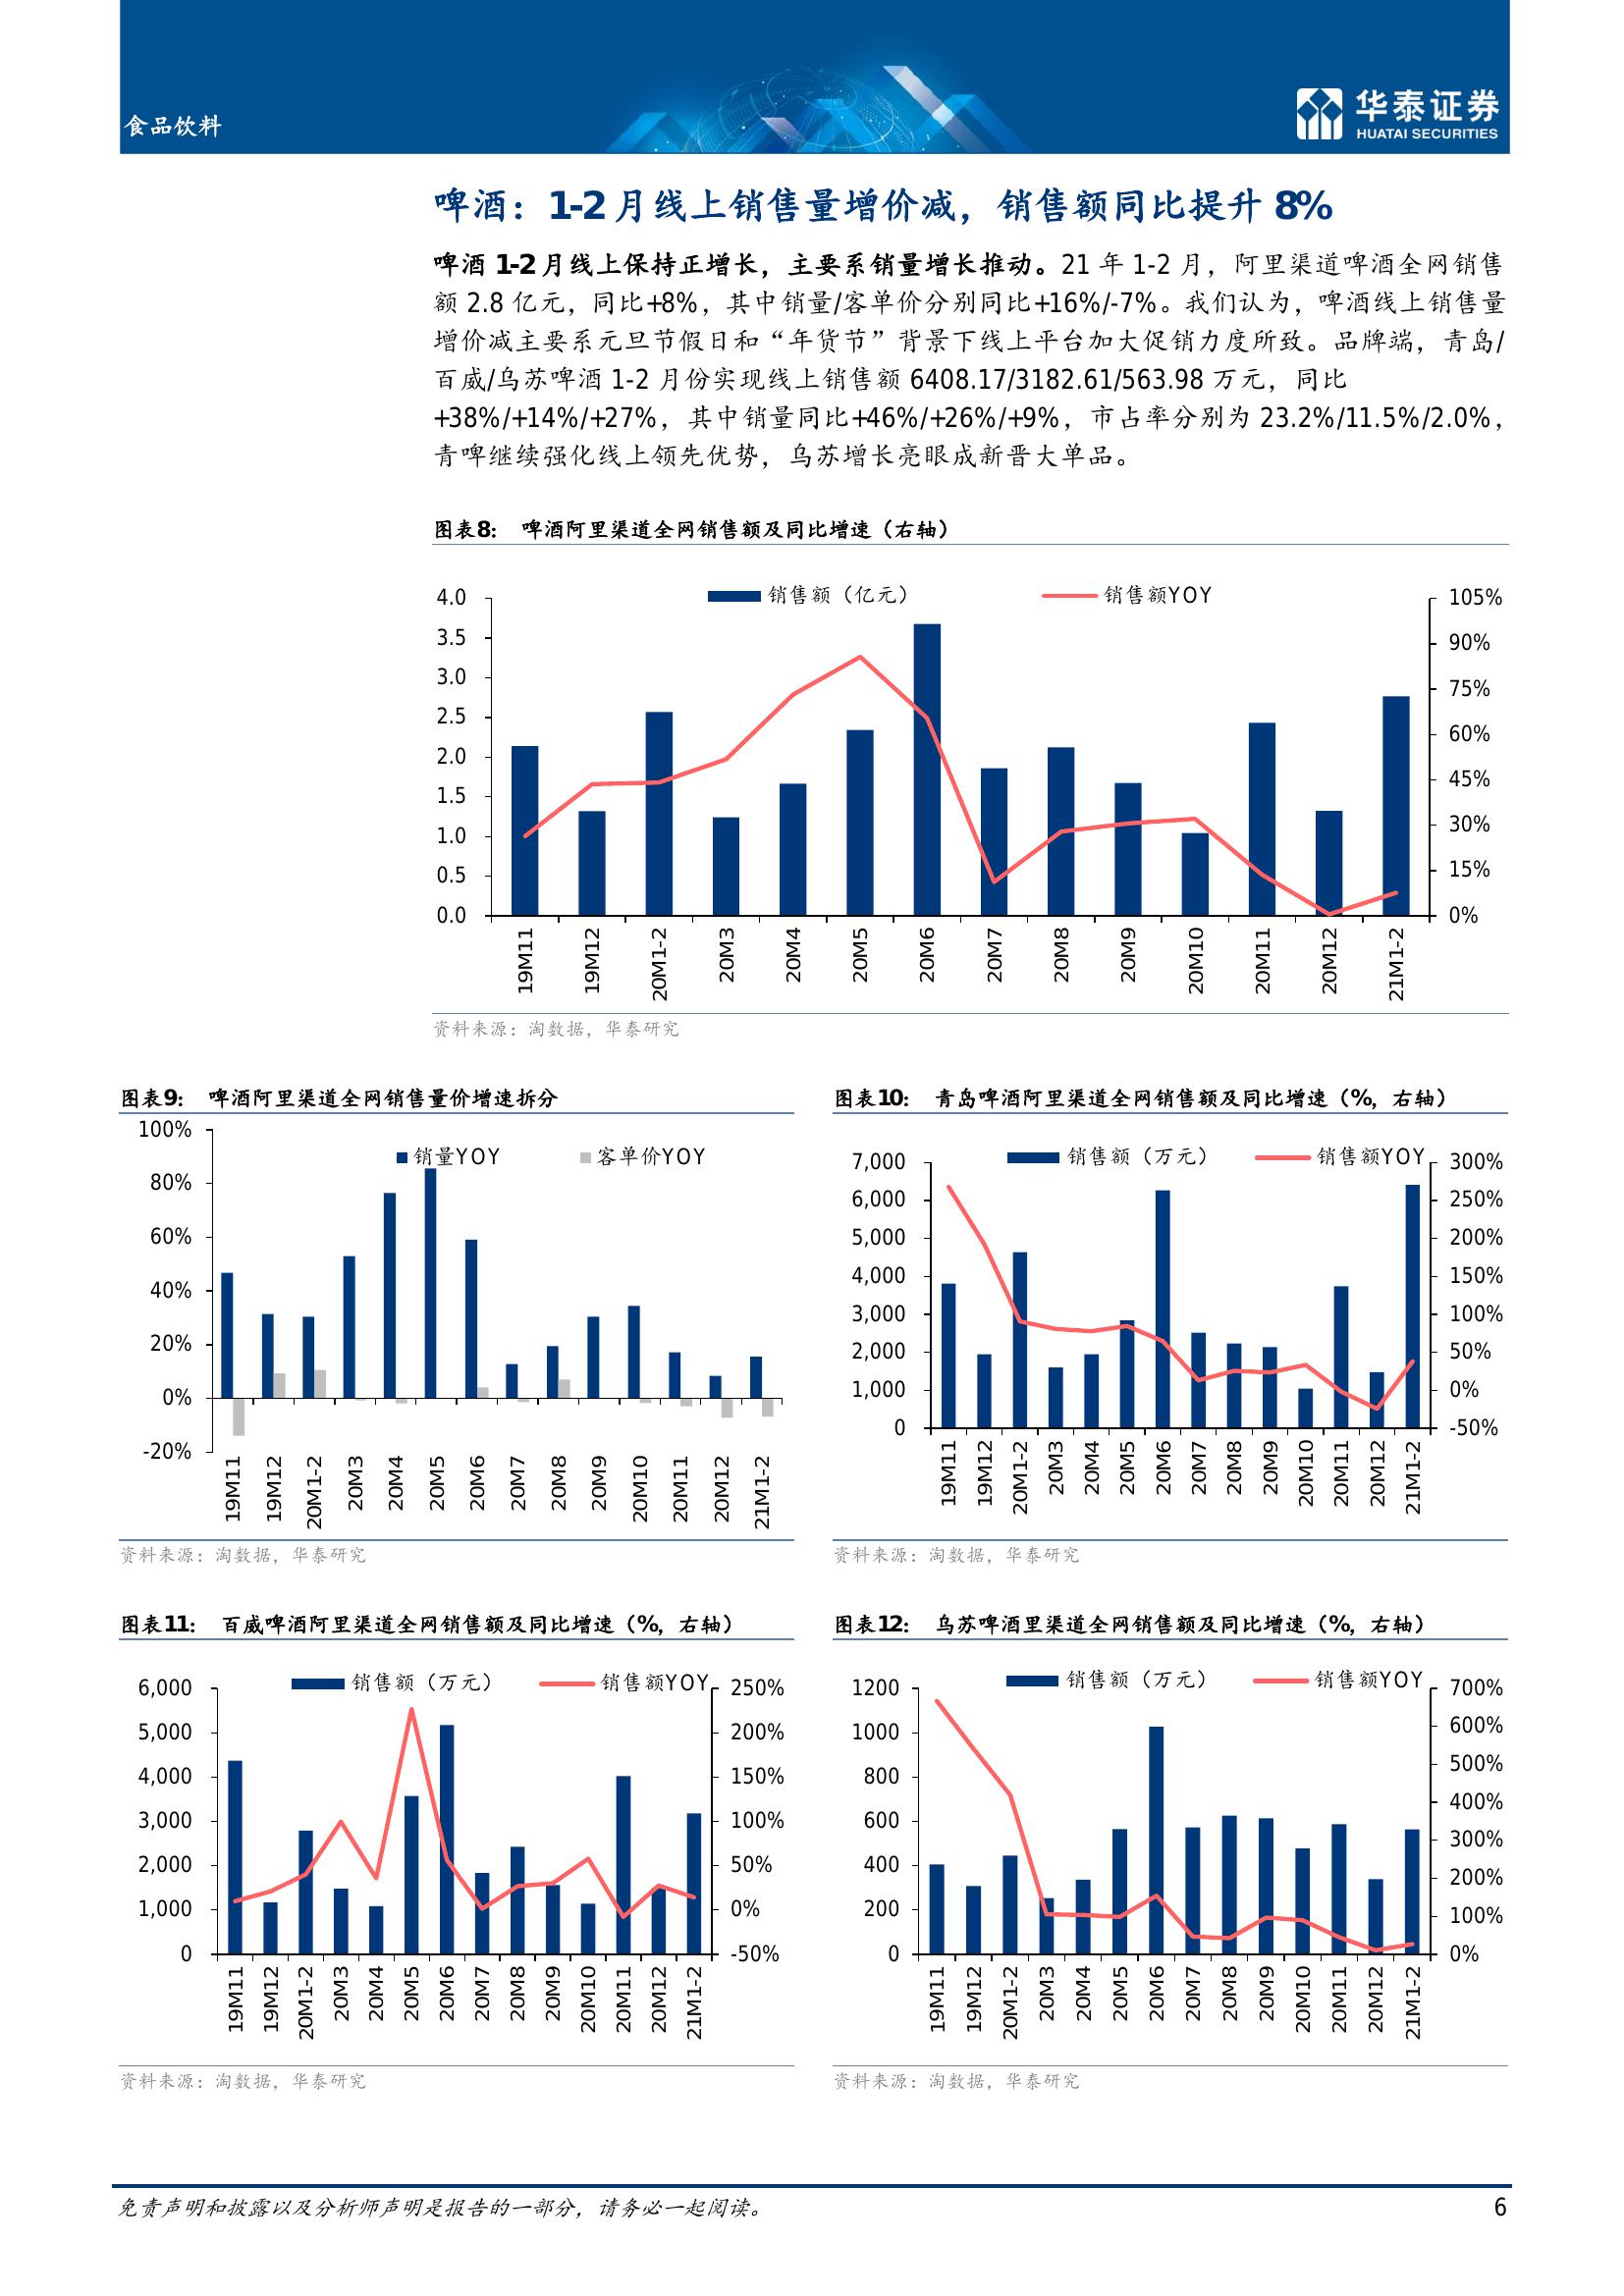 食品饮料
华泰证券
HUATAI SECURITIES
啤酒：1-2 月线上销售量增价减，销售额同比提升 8%
啤酒 1-2 月线上保持正增长，主要系销量增长推动。21 年 1-2 月，阿里渠道啤酒全网销售
额 2.8 亿元，同比+8%，其中销量/客单价分别同比+16%/-7%。我们认为，啤酒线上销售量
增价减主要系元旦节假日和“年货节”背景下线上平台加大促销力度所致。品牌端，青岛/
百威/乌苏啤酒 1-2 月份实现线上销售额 6408.17/3182.61/563.98 万元，同比
+38%/+14%/+27%，其中销量同比+46%/+26%/+9%，市占率分别为 23.2%/11.5%/2.0%，
青啤继续强化线上领先优势，乌苏增长亮眼成新晋大单品。
图表8： 啤酒阿里渠道全网销售额及同比增速（右轴）
销售额（亿元） 销售额YOY
4.0
3.5
3.0
2.5
2.0
1.5
1.0
0.5
0.0
105%
90%
75%
60%
45%
30%
15%
0%
19M11 19M12 20M1-2 20M3 20M4 20M5 20M6 20M7 20M8 20M9 20M10 20M11 20M12 21M1-2
资料来源：淘数据，华泰研究
图表9： 啤酒阿里渠道全网销售量价增速拆分
销量YOY 客单价YOY
100%
80%
60%
40%
20%
0%
-20%
19M11 19M12 20M1-2 20M3 20M4 20M5 20M6 20M7 20M8 20M9 20M10 20M11 20M12 21M1-2
资料来源：淘数据，华泰研究
图表10： 青岛啤酒阿里渠道全网销售额及同比增速（%，右轴）
销售额（万元） 销售额YOY
7,000
6,000
5,000
4,000
3,000
2,000
1,000
0
300%
250%
200%
150%
100%
50%
0%
-50%
19M11 19M12 20M1-2 20M3 20M4 20M5 20M6 20M7 20M8 20M9 20M10 20M11 20M12 21M1-2
资料来源：淘数据，华泰研究
图表11： 百威啤酒阿里渠道全网销售额及同比增速（%，右轴）
销售额（万元） 销售额YOY
6,000
5,000
4,000
3,000
2,000
1,000
0
250%
200%
150%
100%
50%
0%
-50%
19M11 19M12 20M1-2 20M3 20M4 20M5 20M6 20M7 20M8 20M9 20M10 20M11 20M12 21M1-2
资料来源：淘数据，华泰研究
图表12： 乌苏啤酒里渠道全网销售额及同比增速（%，右轴）
销售额（万元） 销售额YOY
1200
1000
800
600
400
200
0
700%
600%
500%
400%
300%
200%
100%
0%
19M11 19M12 20M1-2 20M3 20M4 20M5 20M6 20M7 20M8 20M9 20M10 20M11 20M12 21M1-2
资料来源：淘数据，华泰研究
免责声明和披露以及分析师声明是报告的一部分，请务必一起阅读。
6